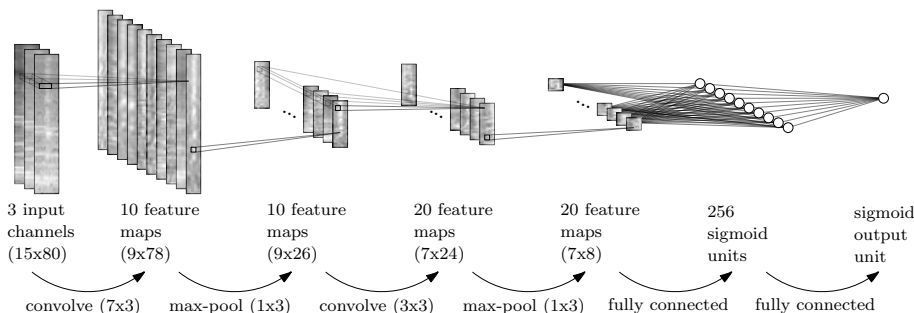 3 input
channels
(15x80)
10 feature
maps
(9x78)
10 feature
maps
(9x26)
20 feature
maps
(7x24)
20 feature
maps
(7x8)
256
sigmoid
units
sigmoid
output
unit
convolve (7x3)
max-pool (1x3)
convolve (3x3)
max-pool (1x3)
fully connected
fully connected